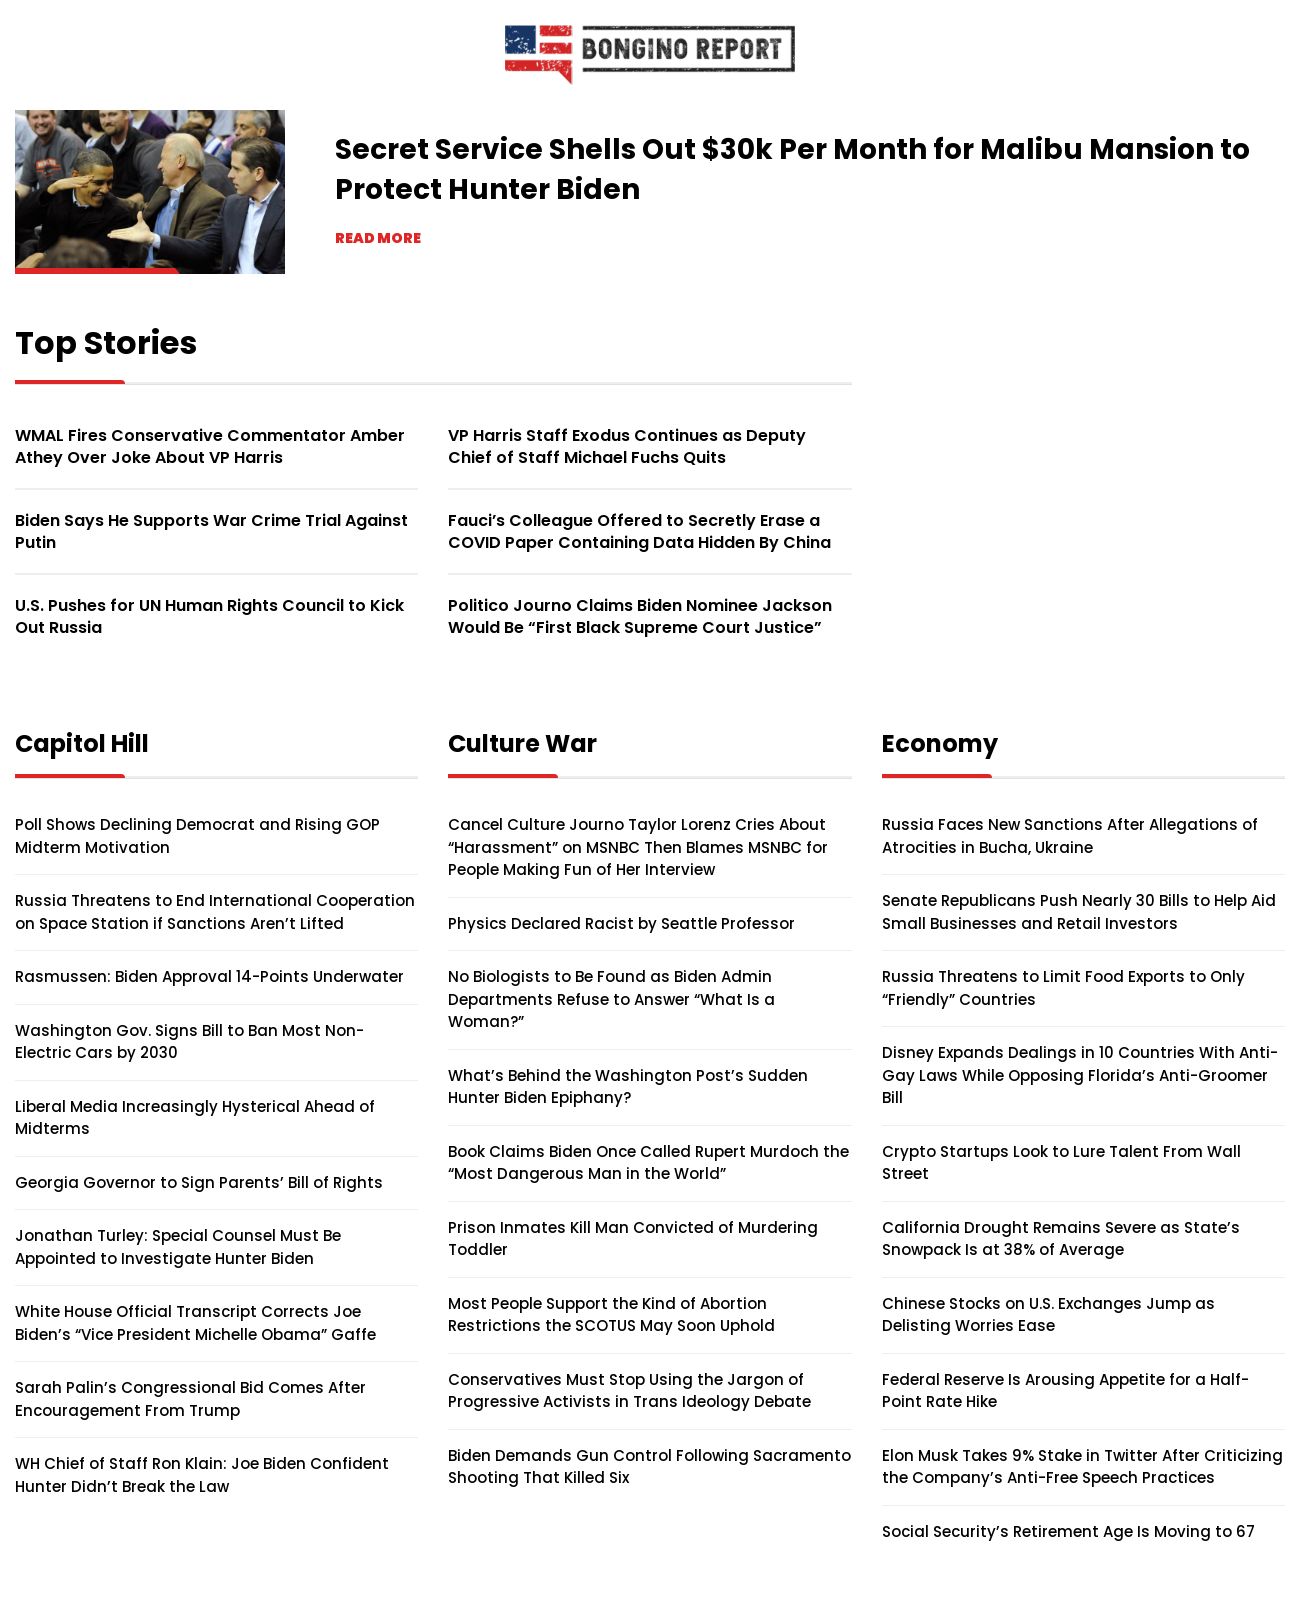 BONGINO REPORT
Secret Service Shells Out $30k Per Month for Malibu Mansion to
Protect Hunter Biden
READ MORE
Top Stories
WMAL Fires Conservative Commentator Amber
Athey Over Joke About VP Harris
Biden Says He Supports War Crime Trial Against
Putin
U.S. Pushes for UN Human Rights Council to Kick
Out Russia
VP Harris Staff Exodus Continues as Deputy
Chief of Staff Michael Fuchs Quits
Fauci’s Colleague Offered to Secretly Erase a
COVID Paper Containing Data Hidden By China
Politico Journo Claims Biden Nominee Jackson
Would Be “First Black Supreme Court Justice”
Capitol Hill
Poll Shows Declining Democrat and Rising GOP
Midterm Motivation
Russia Threatens to End International Cooperation
on Space Station if Sanctions Aren’t Lifted
Rasmussen: Biden Approval 14-Points Underwater
Washington Gov. Signs Bill to Ban Most Non-
Electric Cars by 2030
Liberal Media Increasingly Hysterical Ahead of
Midterms
Georgia Governor to Sign Parents’ Bill of Rights
Jonathan Turley: Special Counsel Must Be
Appointed to Investigate Hunter Biden
White House Official Transcript Corrects Joe
Biden’s “Vice President Michelle Obama” Gaffe
Sarah Palin’s Congressional Bid Comes After
Encouragement From Trump
WH Chief of Staff Ron Klain: Joe Biden Confident
Hunter Didn’t Break the Law
Culture War
Cancel Culture Journo Taylor Lorenz Cries About
“Harassment” on MSNBC Then Blames MSNBC for
People Making Fun of Her Interview
Physics Declared Racist by Seattle Professor
No Biologists to Be Found as Biden Admin
Departments Refuse to Answer “What Is a
Woman?”
What’s Behind the Washington Post’s Sudden
Hunter Biden Epiphany?
Book Claims Biden Once Called Rupert Murdoch the
“Most Dangerous Man in the World”
Prison Inmates Kill Man Convicted of Murdering
Toddler
Most People Support the Kind of Abortion
Restrictions the SCOTUS May Soon Uphold
Conservatives Must Stop Using the Jargon of
Progressive Activists in Trans Ideology Debate
Biden Demands Gun Control Following Sacramento
Shooting That Killed Six
Economy
Russia Faces New Sanctions After Allegations of
Atrocities in Bucha, Ukraine
Senate Republicans Push Nearly 30 Bills to Help Aid
Small Businesses and Retail Investors
Russia Threatens to Limit Food Exports to Only
“Friendly” Countries
Disney Expands Dealings in 10 Countries With Anti-
Gay Laws While Opposing Florida’s Anti-Groomer
Bill
Crypto Startups Look to Lure Talent From Wall
Street
California Drought Remains Severe as State’s
Snowpack Is at 38% of Average
Chinese Stocks on U.S. Exchanges Jump as
Delisting Worries Ease
Federal Reserve Is Arousing Appetite for a Half-
Point Rate Hike
Elon Musk Takes 9% Stake in Twitter After Criticizing
the Company’s Anti-Free Speech Practices
Social Security’s Retirement Age Is Moving to 67